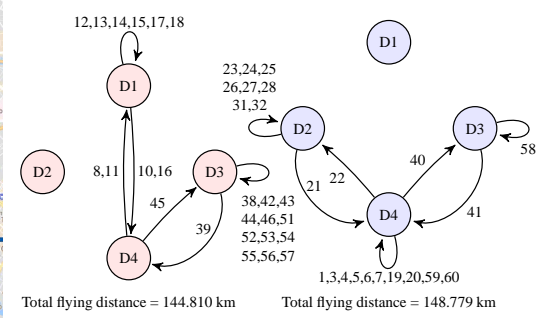 12,13,14,15,17,18
D1
D2
8,11
10,16
D3
45
39
38,42,43
44,46,51
52,53,54
55,56,57
D4
Total flying distance = 144.810 km
D1
23,24,25
26,27,28
31,32
D2
D3
58
21
22
40
41
D4
1,3,4,5,6,7,19,20,59,60
Total flying distance = 148.779 km